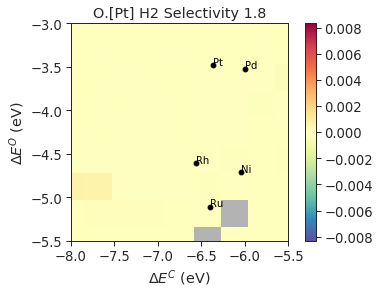 O.[Pt] H2 Selectivity 1.8
−3.0
−3.5
−4.0
−4.5
−5.0
−5.5
ΔE^O (eV)
Pt
Pd
Rh
Ni
Ru
−8.0 −7.5 −7.0 −6.5 −6.0 −5.5
ΔE^C (eV)
0.008
0.006
0.004
0.002
0.000
−0.002
−0.004
−0.006
−0.008